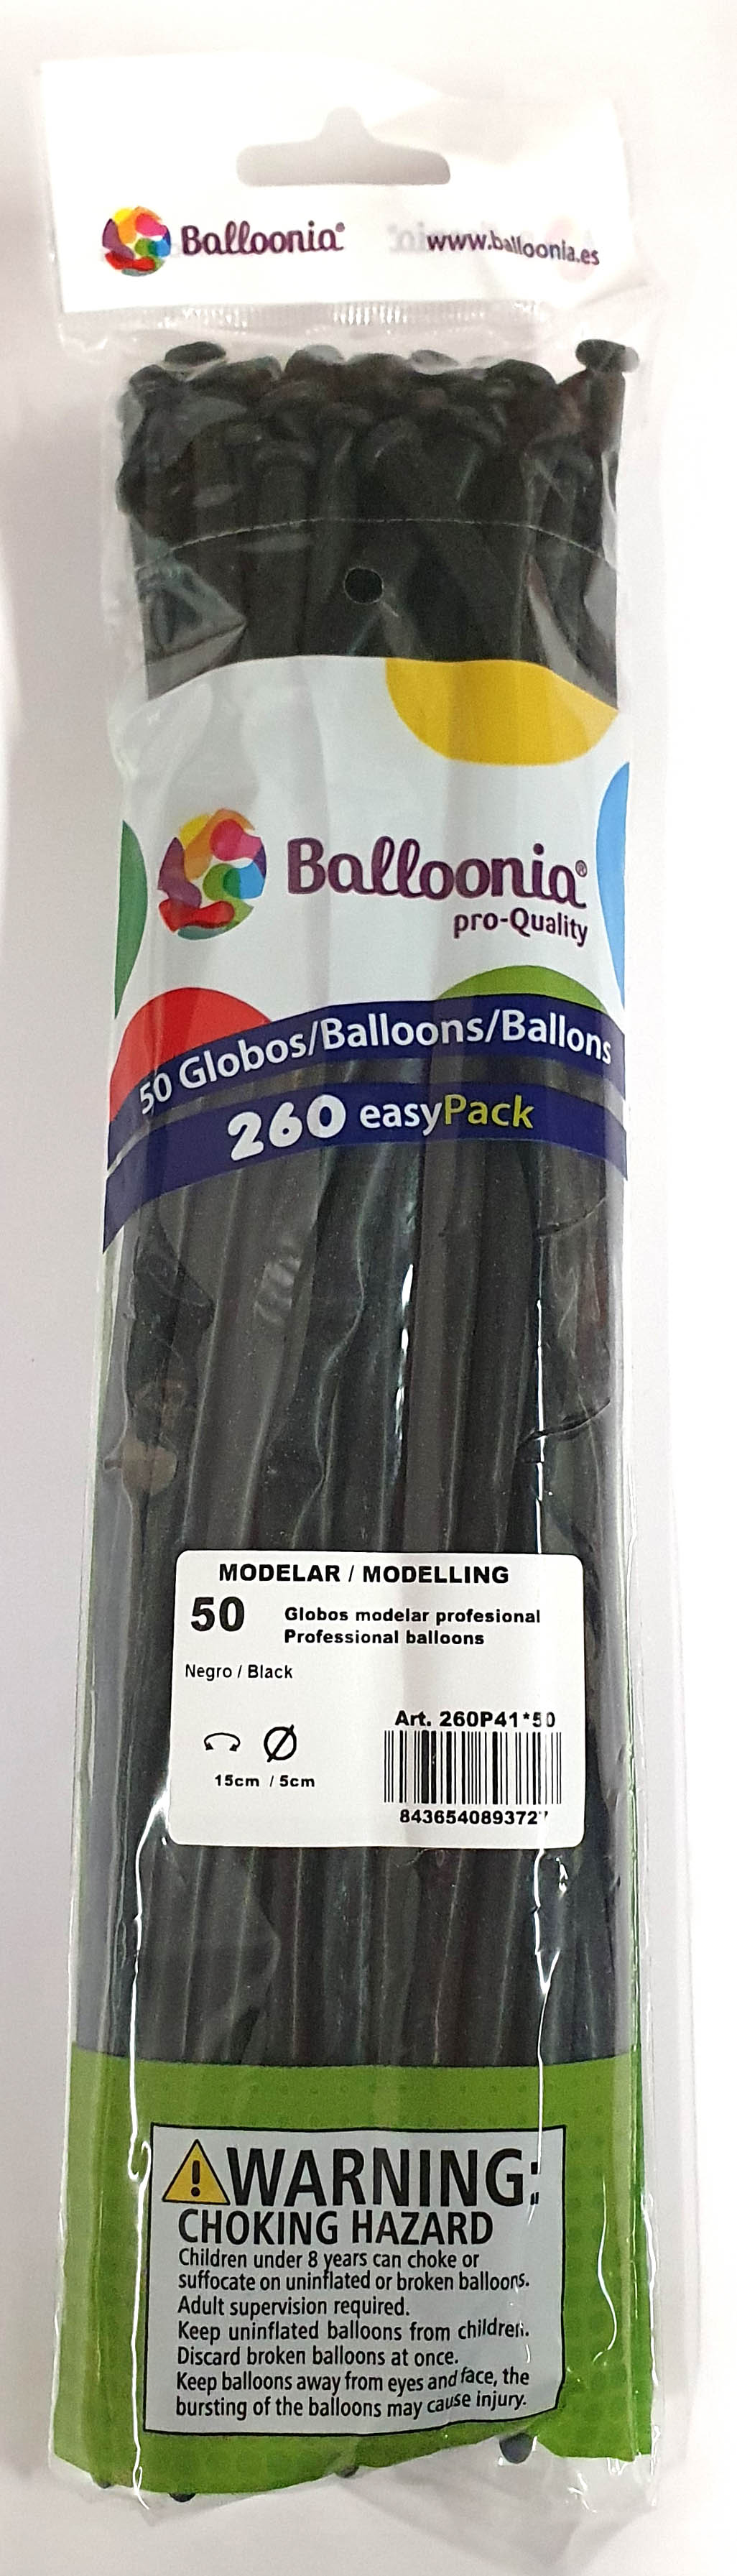 Balloonia®
www.balloonia.es
Balloonia®
pro-Quality
50 Globos/Balloons/Ballons
260 easyPack
MODELAR / MODELLING
50 Globos modelar profesional
Professional balloons
Negro / Black
Art. 260P41*50
15cm / 5cm
8436540893727
WARNING:
CHOKING HAZARD
Children under 8 years can choke or
suffocate on uninflated or broken balloons.
Adult supervision required.
Keep uninflated balloons from children.
Discard broken balloons at once.
Keep balloons away from eyes and face, the
bursting of the balloons may cause injury.